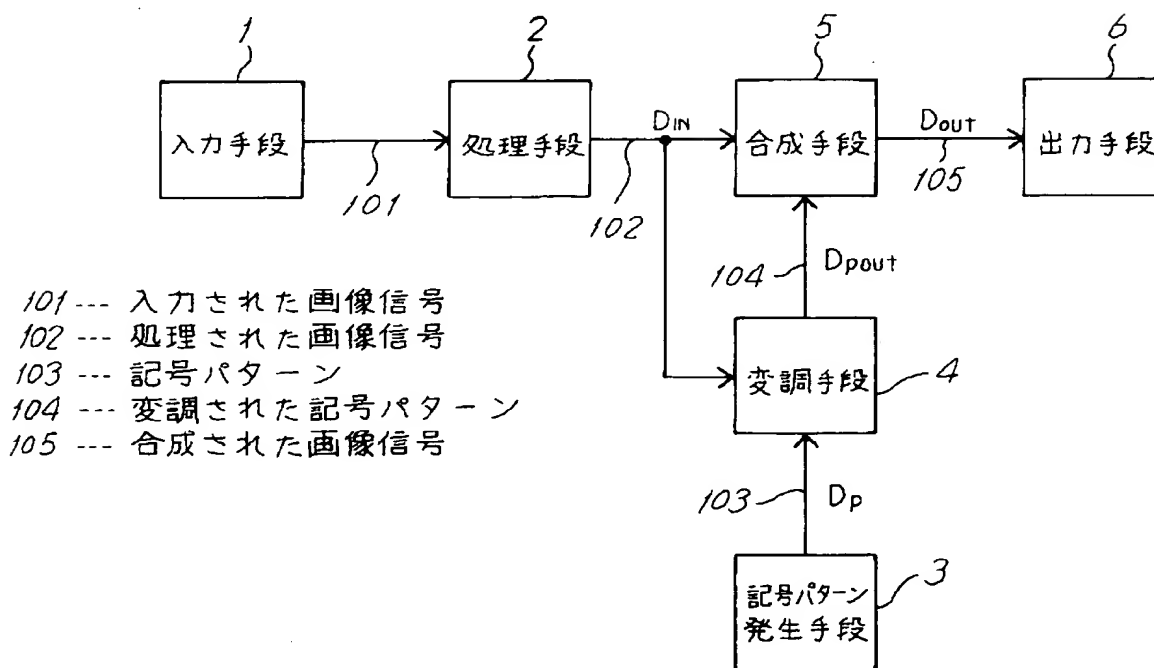 1
2
5
6
入力手段
処理手段
DIN
合成手段
Dout
出力手段
101
102
105
104
Dpout
101 --- 入力された画像信号
102 --- 処理された画像信号
103 --- 記号パターン
104 --- 変調された記号パターン
105 --- 合成された画像信号
変調手段
4
103
Dp
記号パターン
発生手段
3